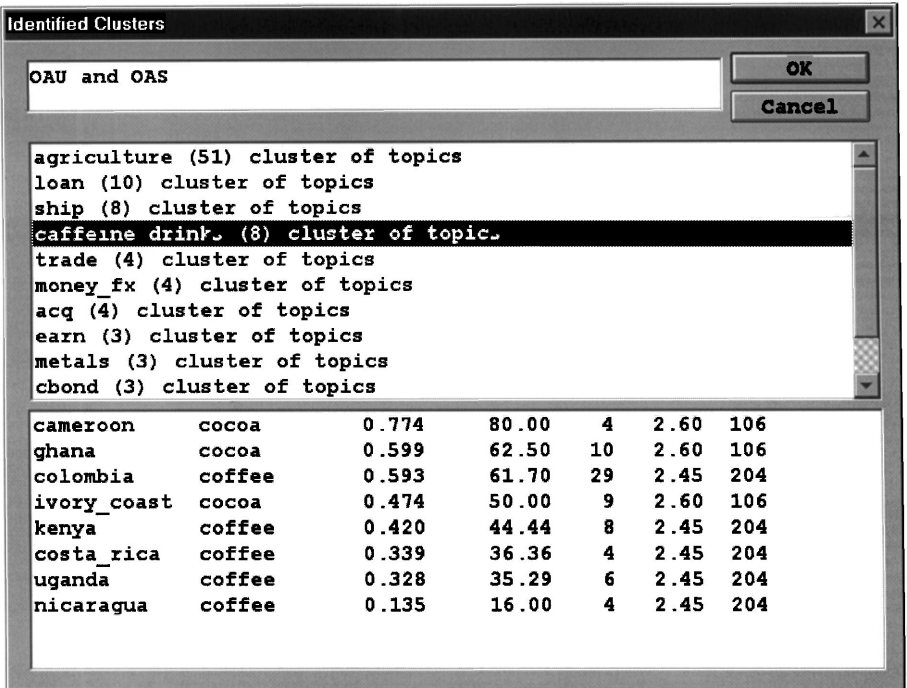 Identified Clusters
OAU and OAS
OK
Cancel
agriculture (51) cluster of topics
loan (10) cluster of topics
ship (8) cluster of topics
caffeine drinks (8) cluster of topics
trade (4) cluster of topics
money_fx (4) cluster of topics
acq (4) cluster of topics
earn (3) cluster of topics
metals (3) cluster of topics
cbond (3) cluster of topics
cameroon cocoa 0.774 80.00 4 2.60 106
ghana cocoa 0.599 62.50 10 2.60 106
colombia coffee 0.593 61.70 29 2.45 204
ivory_coast cocoa 0.474 50.00 9 2.60 106
kenya coffee 0.420 44.44 8 2.45 204
costa_rica coffee 0.339 36.36 4 2.45 204
uganda coffee 0.328 35.29 6 2.45 204
nicaragua coffee 0.135 16.00 4 2.45 204